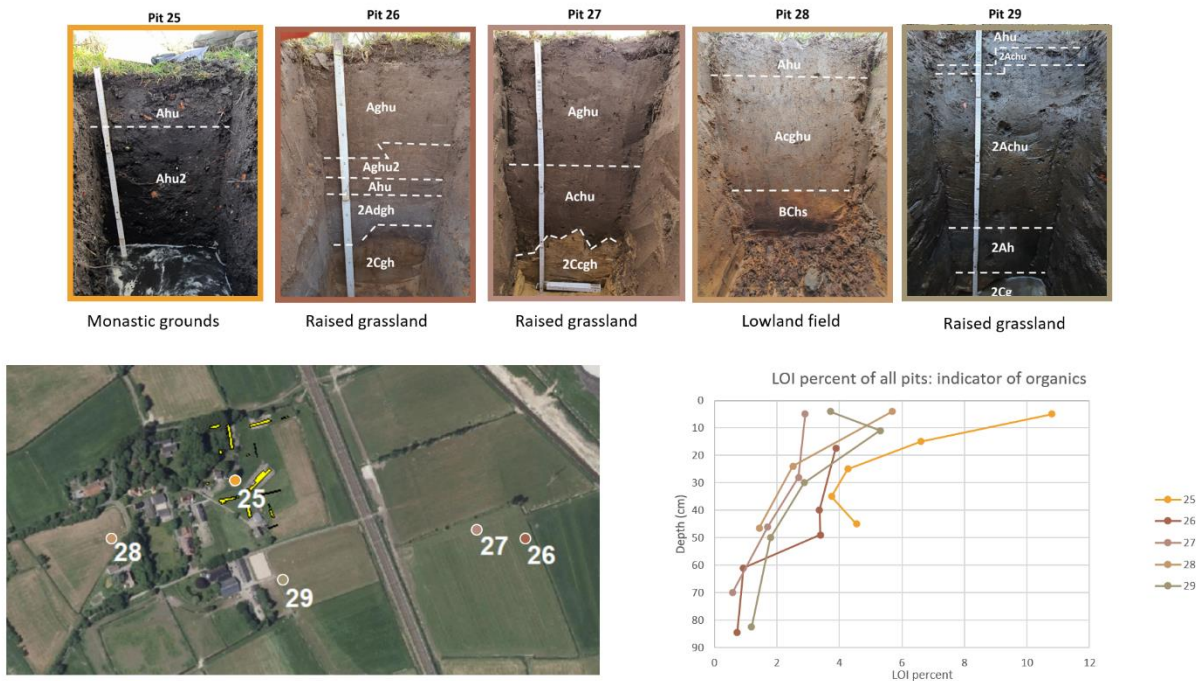 Pit 25
Pit 26
Pit 27
Pit 28
Pit 29
Ahu
Ahu2
Aghu
Aghu2
Ahu
2Adgh
2Cgh
Aghu
Achu
2Ccgh
Ahu
Acghu
BChs
Ahu
2Achu
2Achu
2Ah
2Cg
Monastic grounds
Raised grassland
Raised grassland
Lowland field
Raised grassland
25
28
27
26
29
LOI percent of all pits: indicator of organics
Depth (cm)
0
10
20
30
40
50
60
70
80
90
0 2 4 6 8 10 12
LOI percent
25
26
27
28
29